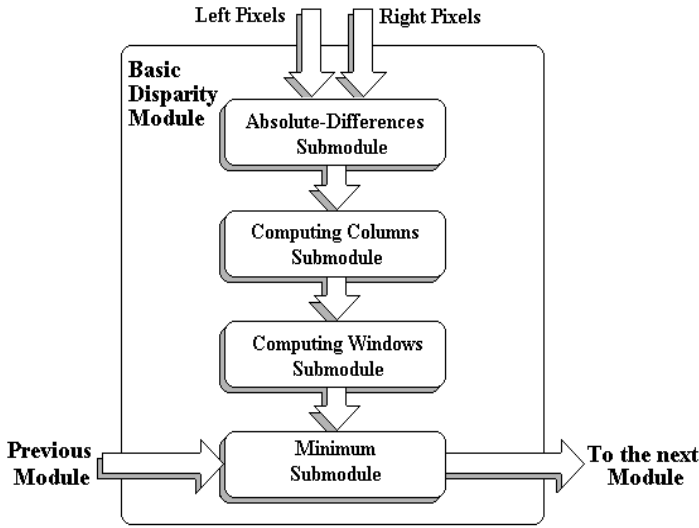 Left Pixels
Right Pixels
Basic
Disparity
Module
Absolute-Differences
Submodule
Computing Columns
Submodule
Computing Windows
Submodule
Previous
Module
Minimum
Submodule
To the next
Module